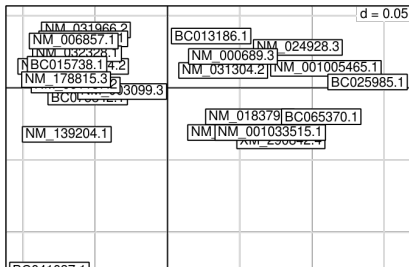 d = 0.05
NM_031966.2
BC013186.1
NM_006857.1
NM_024928.3
NM_032328.1
NM_000689.3
BC015738.1
NM_031304.2
NM_001005465.1
NM_178815.3
BC025985.1
NM_018379
BC065370.1
NM_139204.1
NM_001033515.1